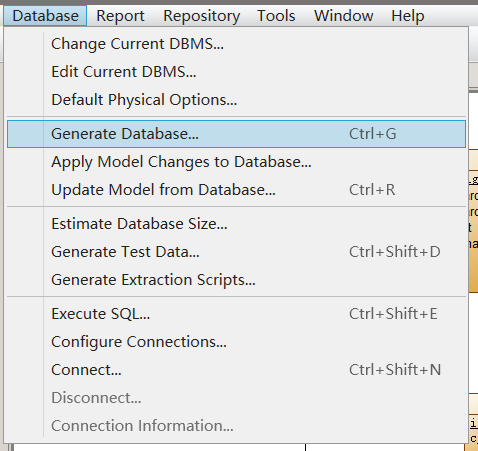 Database Report Repository Tools Window Help
Change Current DBMS...
Edit Current DBMS...
Default Physical Options...
Generate Database... Ctrl+G
Apply Model Changes to Database...
Update Model from Database... Ctrl+R
Estimate Database Size...
Generate Test Data... Ctrl+Shift+D
Generate Extraction Scripts...
Execute SQL... Ctrl+Shift+E
Configure Connections...
Connect... Ctrl+Shift+N
Disconnect...
Connection Information...